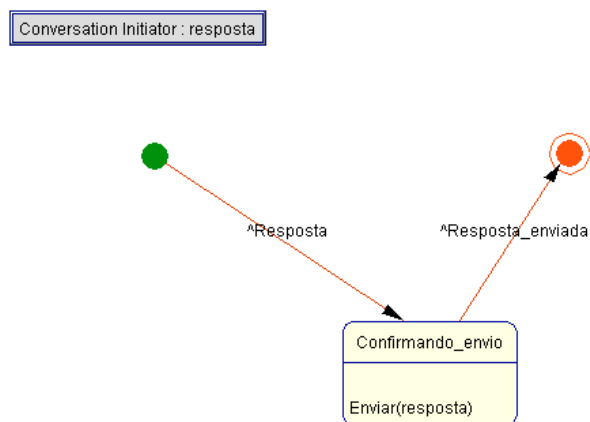 Conversation Initiator : resposta
^Resposta
^Resposta_enviada
Confirmando_envio
Enviar(resposta)